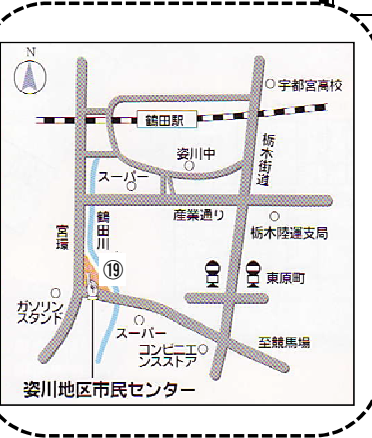 N
宇都宮高校
鶴田駅
栃木街道
姿川中
スーパー
産業通り
栃木陸運支局
宮環
鶴田川
⑲
東原町
ガソリン
スタンド
スーパー
コンビニエ
ンスストア
至競馬場
姿川地区市民センター